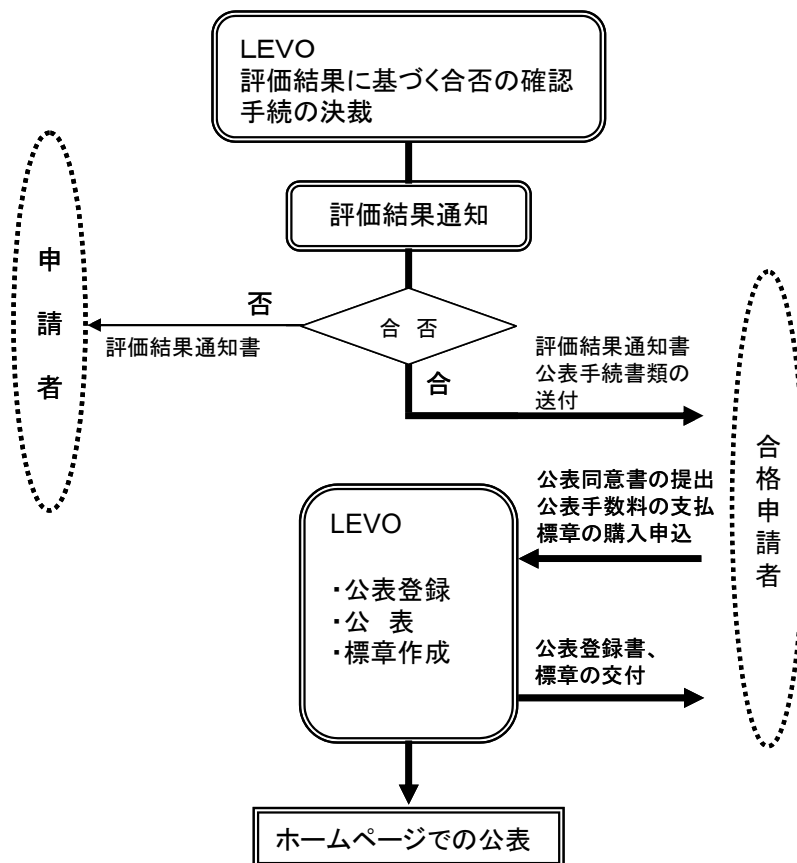 LEVO
評価結果に基づく合否の確認
手続の決裁
評価結果通知
申請者
否
合 否
評価結果通知書
合
評価結果通知書
公表手続書類の
送付
合格申請者
公表同意書の提出
公表手数料の支払
標章の購入申込
LEVO
・公表登録
・公 表
・標章作成
公表登録書、
標章の交付
ホームページでの公表